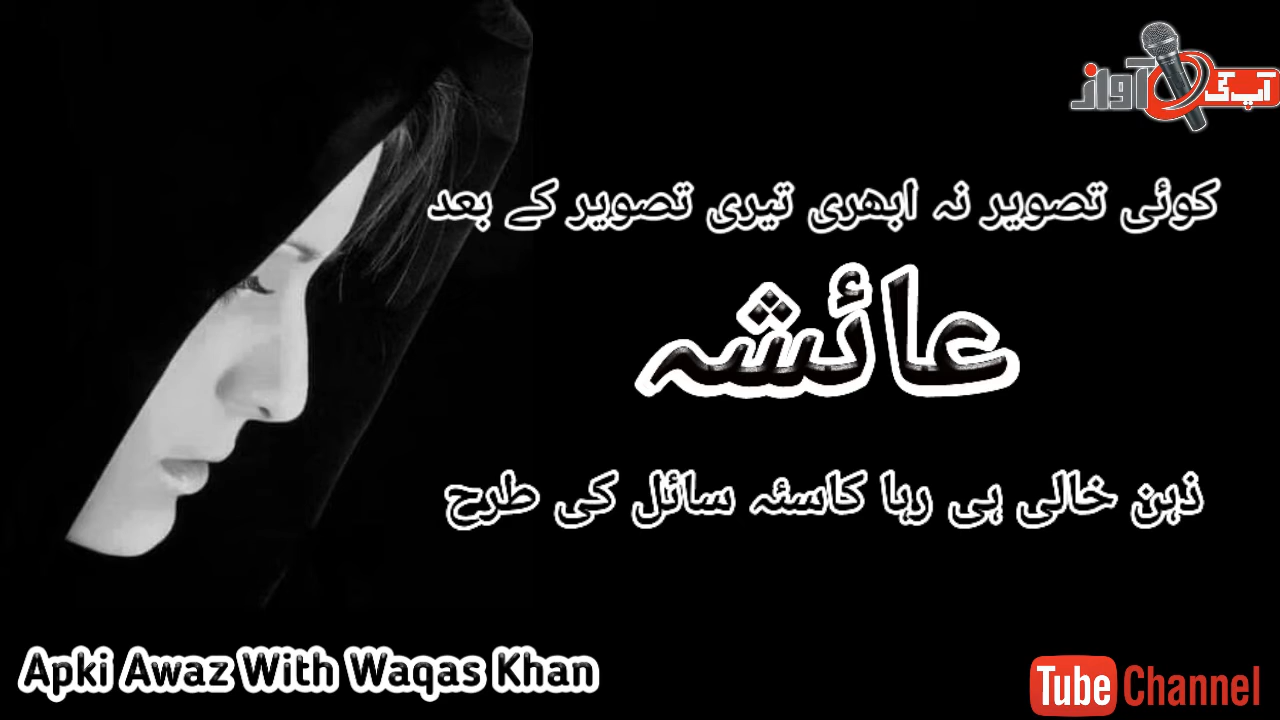 آپ کی آواز
کوئی تصویر نہ ابھری تیری تصویر کے بعد
عائشہ
ذہن خالی ہی رہا کاسئہ سائل کی طرح
Apki Awaz With Waqas Khan
Tube Channel